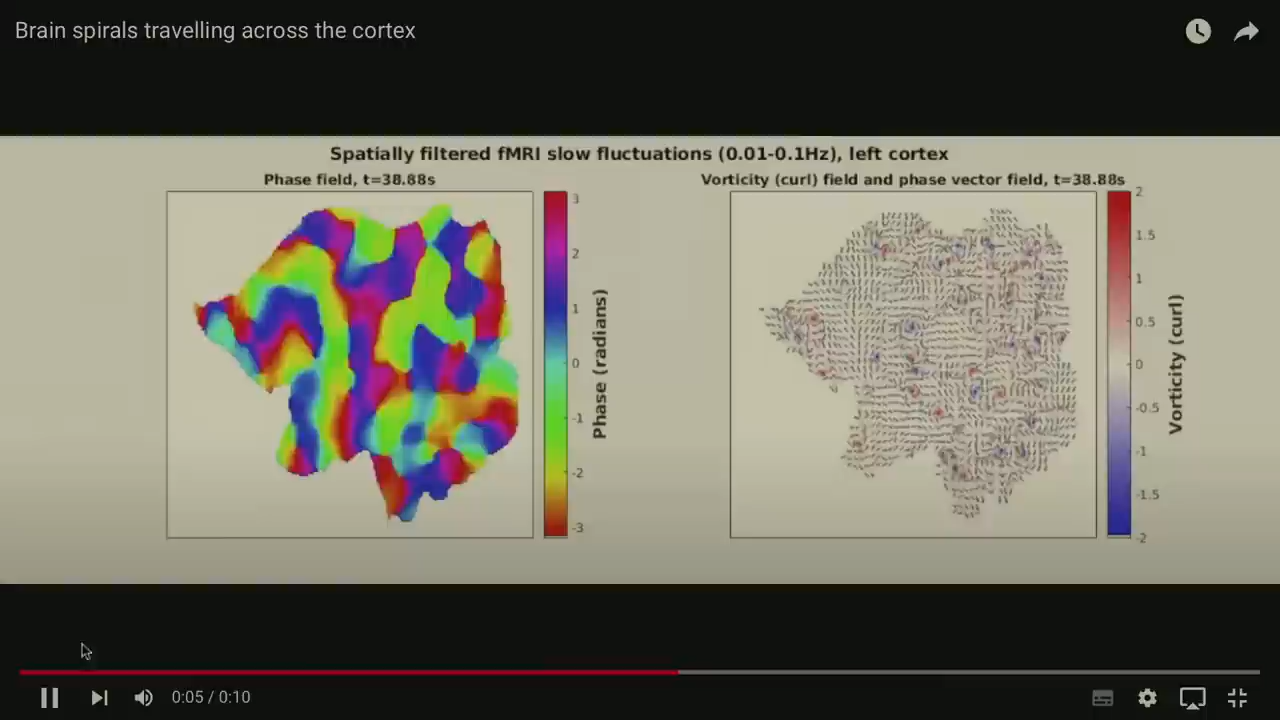 Brain spirals travelling across the cortex
Spatially filtered fMRI slow fluctuations (0.01-0.1Hz), left cortex
Phase field, t=38.88s
Vorticity (curl) field and phase vector field, t=38.88s
3
2
1
0
-1
-2
-3
Phase (radians)
2
1.5
1
0.5
0
-0.5
-1
-1.5
-2
Vorticity (curl)
0:05 / 0:10